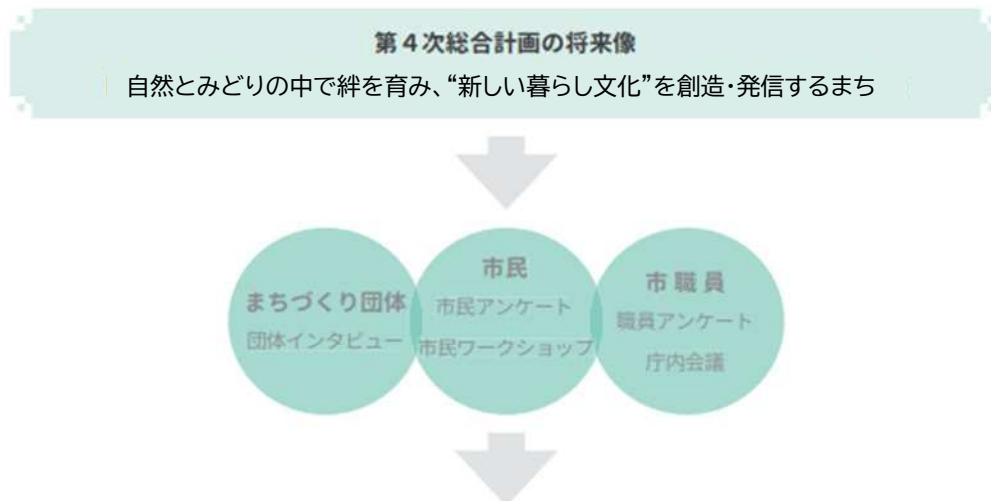 第4次総合計画の将来像
自然とみどりの中で絆を育み、“新しい暮らし文化”を創造・発信するまち
まちづくり団体
団体インタビュー
市民
市民アンケート
市民ワークショップ
市職員
職員アンケート
庁内会議